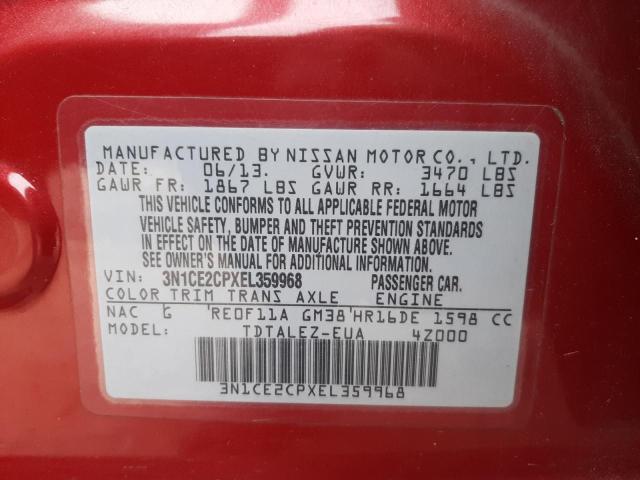 MANUFACTURED BY NISSAN MOTOR CO., LTD.
DATE: 06/13. GVWR: 3470 LBS
GAWR FR: 1867 LBS GAWR RR: 1664 LBS
THIS VEHICLE CONFORMS TO ALL APPLICABLE FEDERAL MOTOR
VEHICLE SAFETY, BUMPER AND THEFT PREVENTION STANDARDS
IN EFFECT ON THE DATE OF MANUFACTURE SHOWN ABOVE.
SEE OWNER'S MANUAL FOR ADDITIONAL INFORMATION.
VIN: 3N1CE2CPXEL359968 PASSENGER CAR.
COLOR TRIM TRANS AXLE ENGINE
NAC G 'RE0F11A GM38'HR16DE 1598 CC
MODEL: TDTALEZ-EUA 4Z000
3N1CE2CPXEL359968